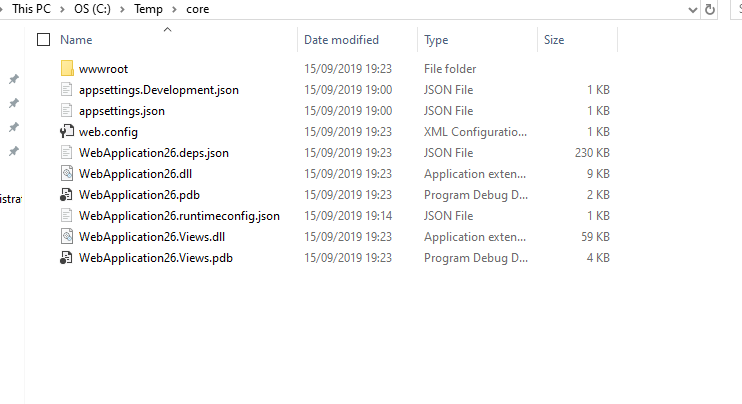 This PC > OS (C:) > Temp > core
Name Date modified Type Size
wwwroot 15/09/2019 19:23 File folder
appsettings.Development.json 15/09/2019 19:00 JSON File 1 KB
appsettings.json 15/09/2019 19:00 JSON File 1 KB
web.config 15/09/2019 19:23 XML Configuratio... 1 KB
WebApplication26.deps.json 15/09/2019 19:23 JSON File 230 KB
WebApplication26.dll 15/09/2019 19:23 Application exten... 9 KB
WebApplication26.pdb 15/09/2019 19:23 Program Debug D... 2 KB
istrat WebApplication26.runtimeconfig.json 15/09/2019 19:14 JSON File 1 KB
WebApplication26.Views.dll 15/09/2019 19:23 Application exten... 59 KB
WebApplication26.Views.pdb 15/09/2019 19:23 Program Debug D... 4 KB